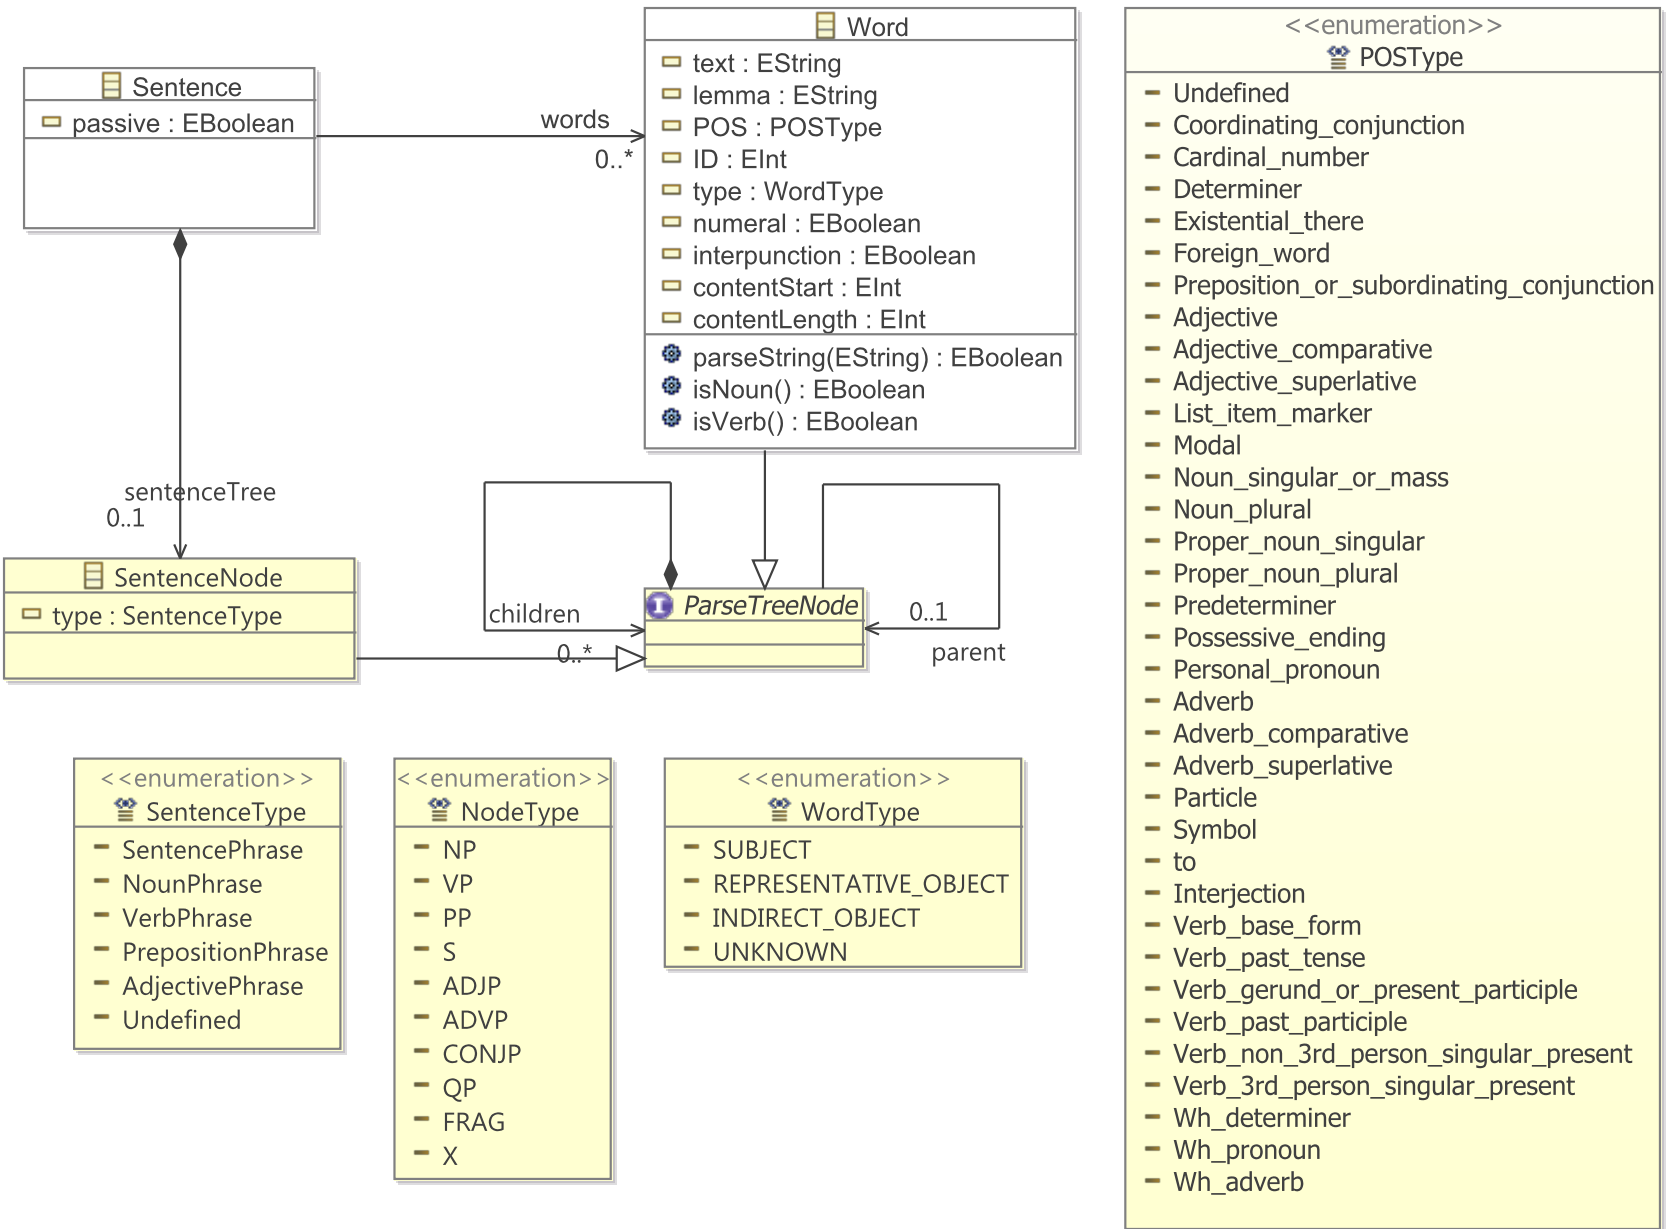 Sentence
passive : EBoolean
words
0..*
sentenceTree
0..1
Word
text : EString
lemma : EString
POS : POSType
ID : EInt
type : WordType
numeral : EBoolean
interpunction : EBoolean
contentStart : EInt
contentLength : EInt
parseString(EString) : EBoolean
isNoun() : EBoolean
isVerb() : EBoolean
SentenceNode
type : SentenceType
children
0..*
I ParseTreeNode
0..1
parent
<<enumeration>>
SentenceType
SentencePhrase
NounPhrase
VerbPhrase
PrepositionPhrase
AdjectivePhrase
Undefined
<<enumeration>>
NodeType
NP
VP
PP
S
ADJP
ADVP
CONJP
QP
FRAG
X
<<enumeration>>
WordType
SUBJECT
REPRESENTATIVE_OBJECT
INDIRECT_OBJECT
UNKNOWN
<<enumeration>>
POSType
Undefined
Coordinating_conjunction
Cardinal_number
Determiner
Existential_there
Foreign_word
Preposition_or_subordinating_conjunction
Adjective
Adjective_comparative
Adjective_superlative
List_item_marker
Modal
Noun_singular_or_mass
Noun_plural
Proper_noun_singular
Proper_noun_plural
Predeterminer
Possessive_ending
Personal_pronoun
Adverb
Adverb_comparative
Adverb_superlative
Particle
Symbol
to
Interjection
Verb_base_form
Verb_past_tense
Verb_gerund_or_present_participle
Verb_past_participle
Verb_non_3rd_person_singular_present
Verb_3rd_person_singular_present
Wh_determiner
Wh_pronoun
Wh_adverb